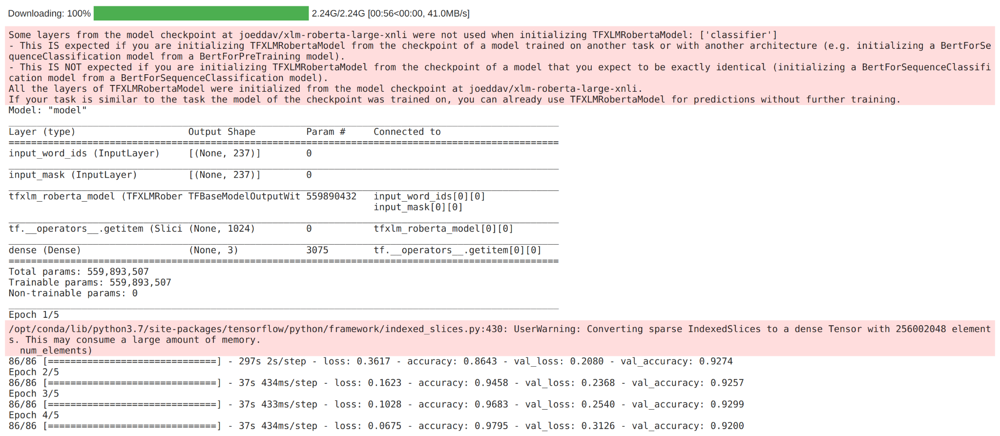 Downloading: 100% 2.24G/2.24G [00:56<00:00, 41.0MB/s]
Some layers from the model checkpoint at joeddav/xlm-roberta-large-xnli were not used when initializing TFXLMRobertaModel: ['classifier']
- This IS expected if you are initializing TFXLMRobertaModel from the checkpoint of a model trained on another task or with another architecture (e.g. initializing a BertForSe
quenceClassification model from a BertForPreTraining model).
- This IS NOT expected if you are initializing TFXLMRobertaModel from the checkpoint of a model that you expect to be exactly identical (initializing a BertForSequenceClassifi
cation model from a BertForSequenceClassification model).
All the layers of TFXLMRobertaModel were initialized from the model checkpoint at joeddav/xlm-roberta-large-xnli.
If your task is similar to the task the model of the checkpoint was trained on, you can already use TFXLMRobertaModel for predictions without further training.
Model: "model"
__________________________________________________________________________________________________
Layer (type)                    Output Shape         Param #     Connected to
==================================================================================================
input_word_ids (InputLayer)     [(None, 237)]        0
__________________________________________________________________________________________________
input_mask (InputLayer)         [(None, 237)]        0
__________________________________________________________________________________________________
tfxlm_roberta_model (TFXLMRober TFBaseModelOutputWit 559890432   input_word_ids[0][0]
                                                                 input_mask[0][0]
__________________________________________________________________________________________________
tf.__operators__.getitem (Slici (None, 1024)         0           tfxlm_roberta_model[0][0]
__________________________________________________________________________________________________
dense (Dense)                   (None, 3)            3075        tf.__operators__.getitem[0][0]
==================================================================================================
Total params: 559,893,507
Trainable params: 559,893,507
Non-trainable params: 0
__________________________________________________________________________________________________
Epoch 1/5
/opt/conda/lib/python3.7/site-packages/tensorflow/python/framework/indexed_slices.py:430: UserWarning: Converting sparse IndexedSlices to a dense Tensor with 256002048 element
s. This may consume a large amount of memory.
  num_elements)
86/86 [==============================] - 297s 2s/step - loss: 0.3617 - accuracy: 0.8643 - val_loss: 0.2080 - val_accuracy: 0.9274
Epoch 2/5
86/86 [==============================] - 37s 434ms/step - loss: 0.1623 - accuracy: 0.9458 - val_loss: 0.2368 - val_accuracy: 0.9257
Epoch 3/5
86/86 [==============================] - 37s 433ms/step - loss: 0.1028 - accuracy: 0.9683 - val_loss: 0.2540 - val_accuracy: 0.9299
Epoch 4/5
86/86 [==============================] - 37s 434ms/step - loss: 0.0675 - accuracy: 0.9795 - val_loss: 0.3126 - val_accuracy: 0.9200